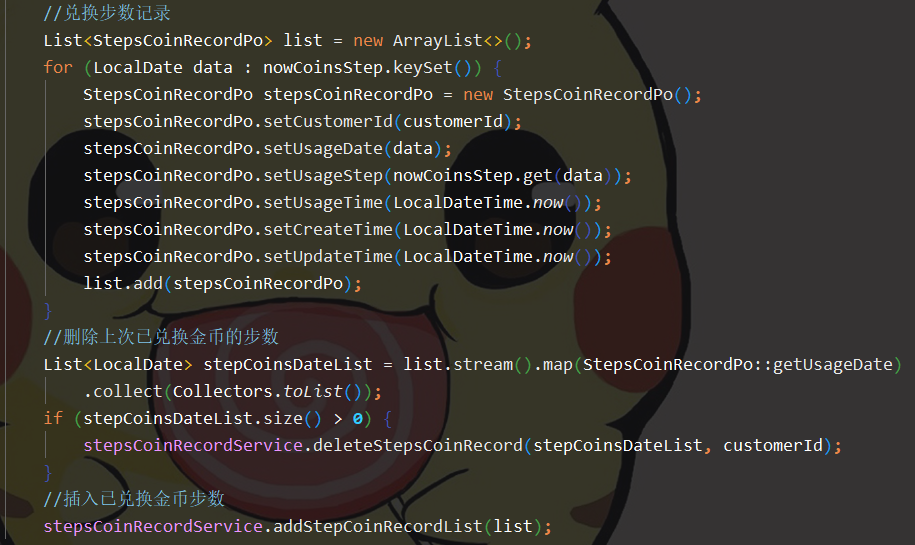 //兑换步数记录
List<StepsCoinRecordPo> list = new ArrayList<>();
for (LocalDate data : nowCoinsStep.keySet()) {
StepsCoinRecordPo stepsCoinRecordPo = new StepsCoinRecordPo();
stepsCoinRecordPo.setCustomerId(customerId);
stepsCoinRecordPo.setUsageDate(data);
stepsCoinRecordPo.setUsageStep(nowCoinsStep.get(data));
stepsCoinRecordPo.setUsageTime(LocalDateTime.now());
stepsCoinRecordPo.setCreateTime(LocalDateTime.now());
stepsCoinRecordPo.setUpdateTime(LocalDateTime.now());
list.add(stepsCoinRecordPo);
}
//删除上次已兑换金币的步数
List<LocalDate> stepCoinsDateList = list.stream().map(StepsCoinRecordPo::getUsageDate)
.collect(Collectors.toList());
if (stepCoinsDateList.size() > 0) {
stepsCoinRecordService.deleteStepsCoinRecord(stepCoinsDateList, customerId);
}
//插入已兑换金币步数
stepsCoinRecordService.addStepCoinRecordList(list);